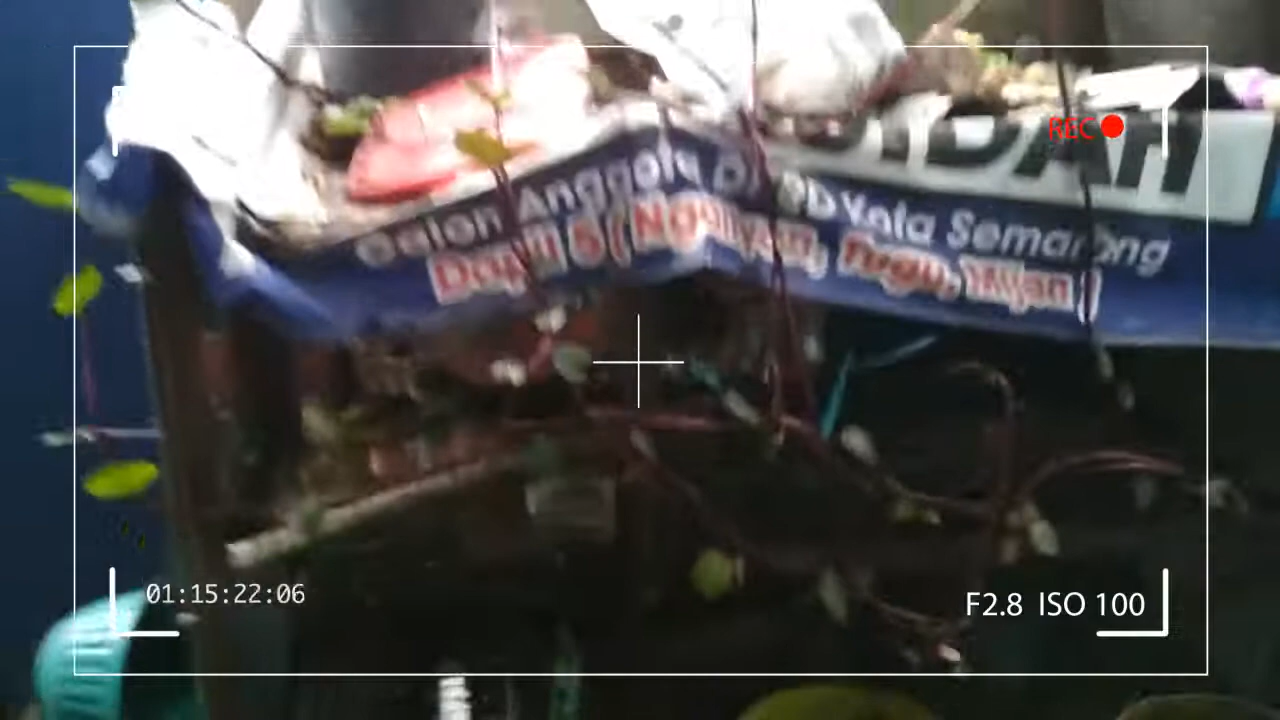 REC
Calon Anggota DPRD Kota Semarang
Dapil 5 ( Ngaliyan, Tugu, Mijen )
01:15:22:06
F2.8 ISO 100